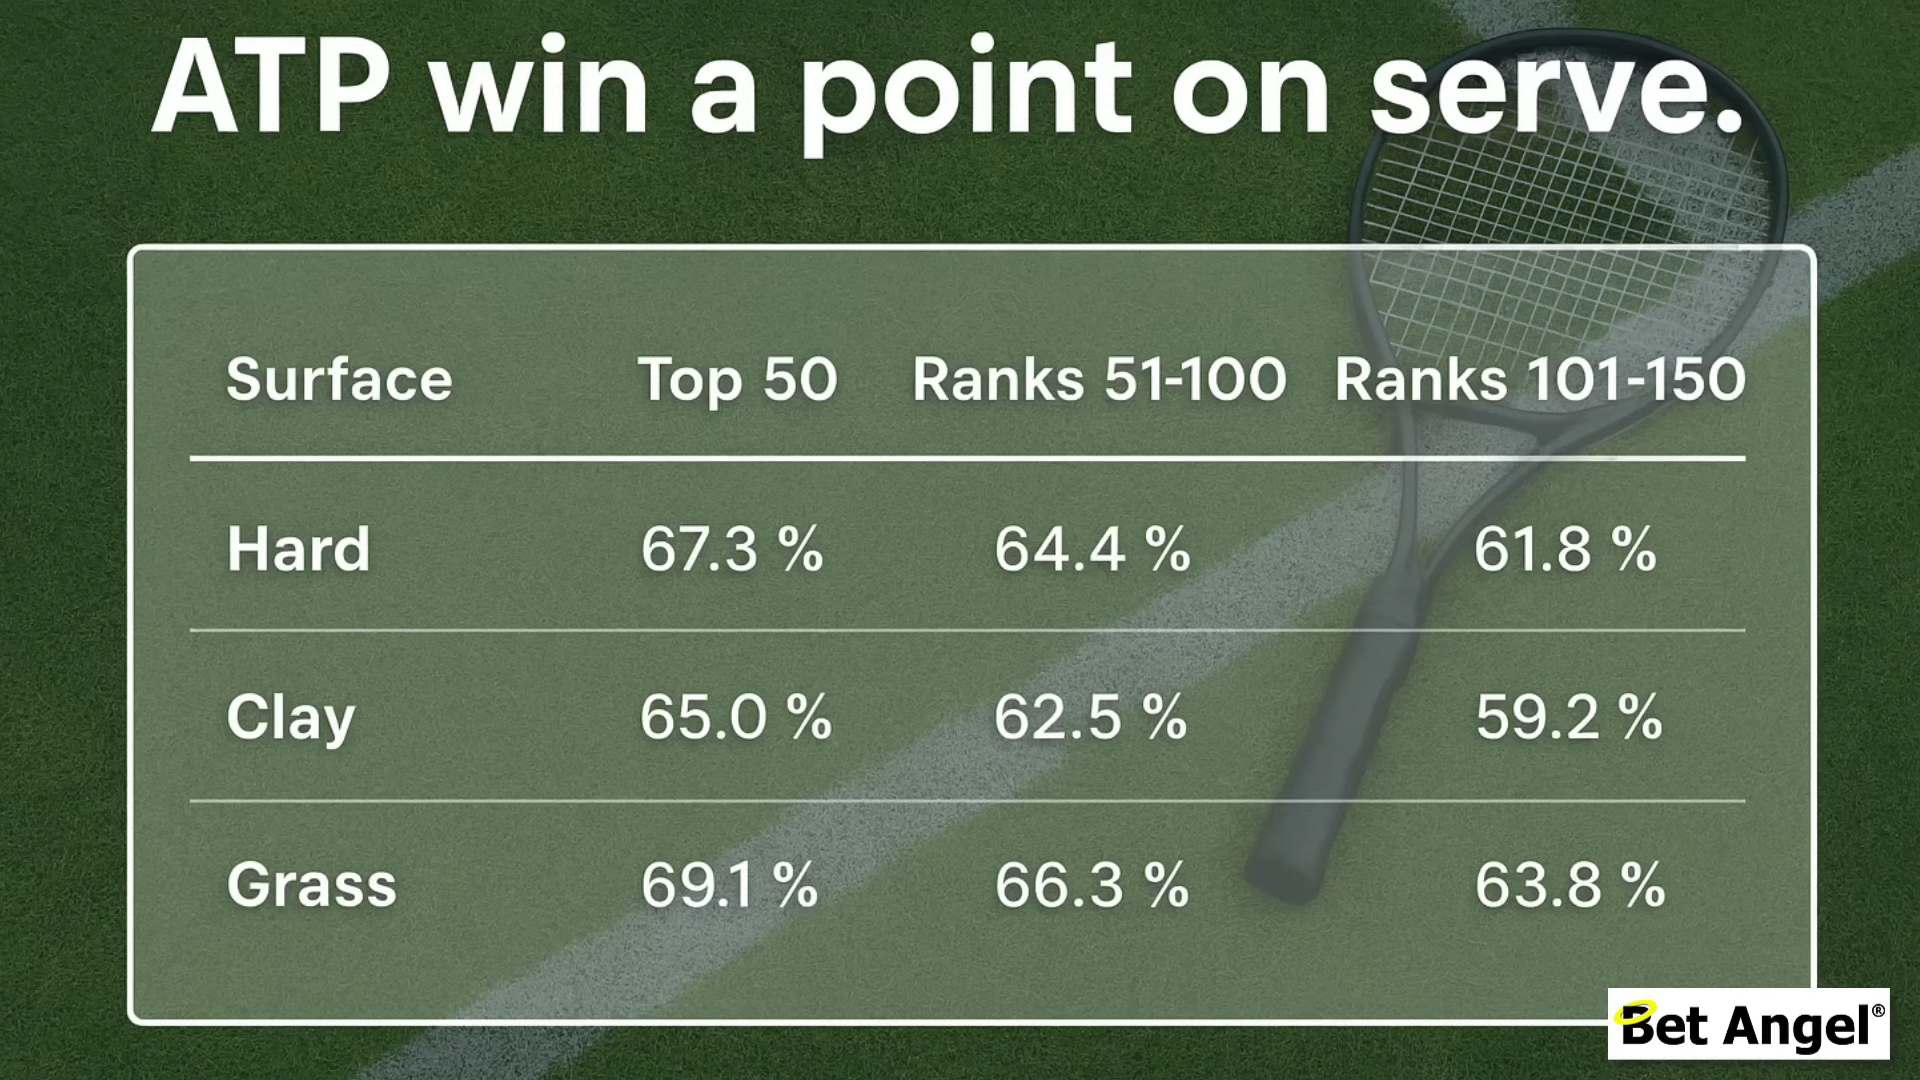 ATP win a point on serve.
Surface Top 50 Ranks 51-100 Ranks 101-150
Hard 67.3 % 64.4 % 61.8 %
Clay 65.0 % 62.5 % 59.2 %
Grass 69.1 % 66.3 % 63.8 %
Bet Angel®